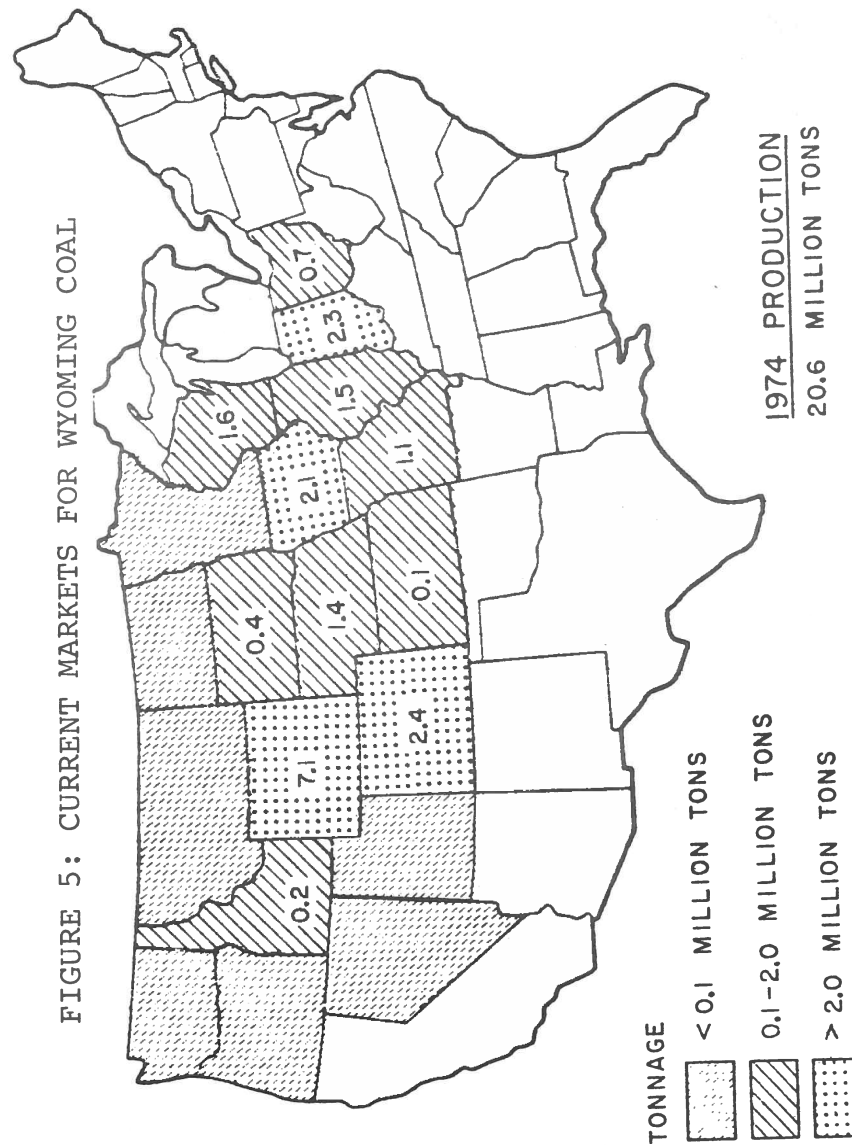 FIGURE 5: CURRENT MARKETS FOR WYOMING COAL
0.2
7.1
2.4
0.4
1.4
0.1
2.1
1.1
1.6
1.5
2.3
0.7
TONNAGE
< 0.1 MILLION TONS
0.1-2.0 MILLION TONS
> 2.0 MILLION TONS
1974 PRODUCTION
20.6 MILLION TONS